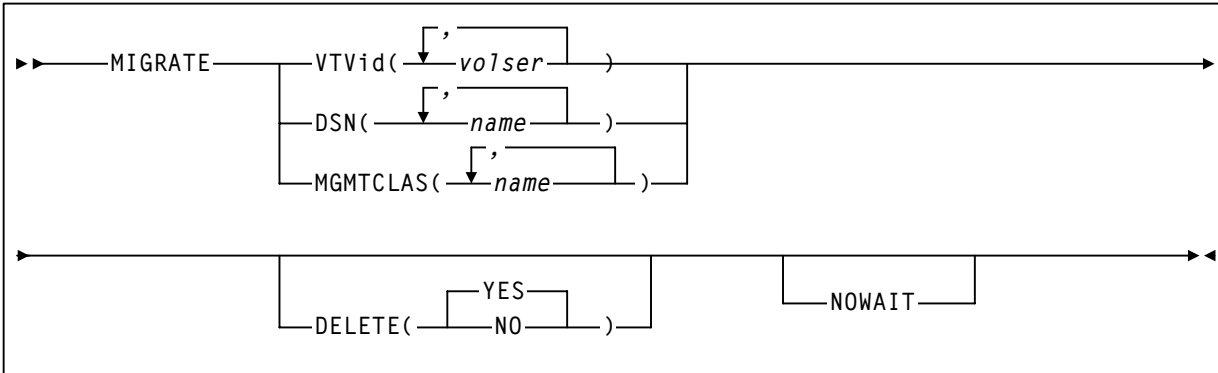 ,
MIGRATE VTVid( volser )
,
DSN( name )
,
MGMTCLAS( name )
YES
DELETE( NO ) NOWAIT